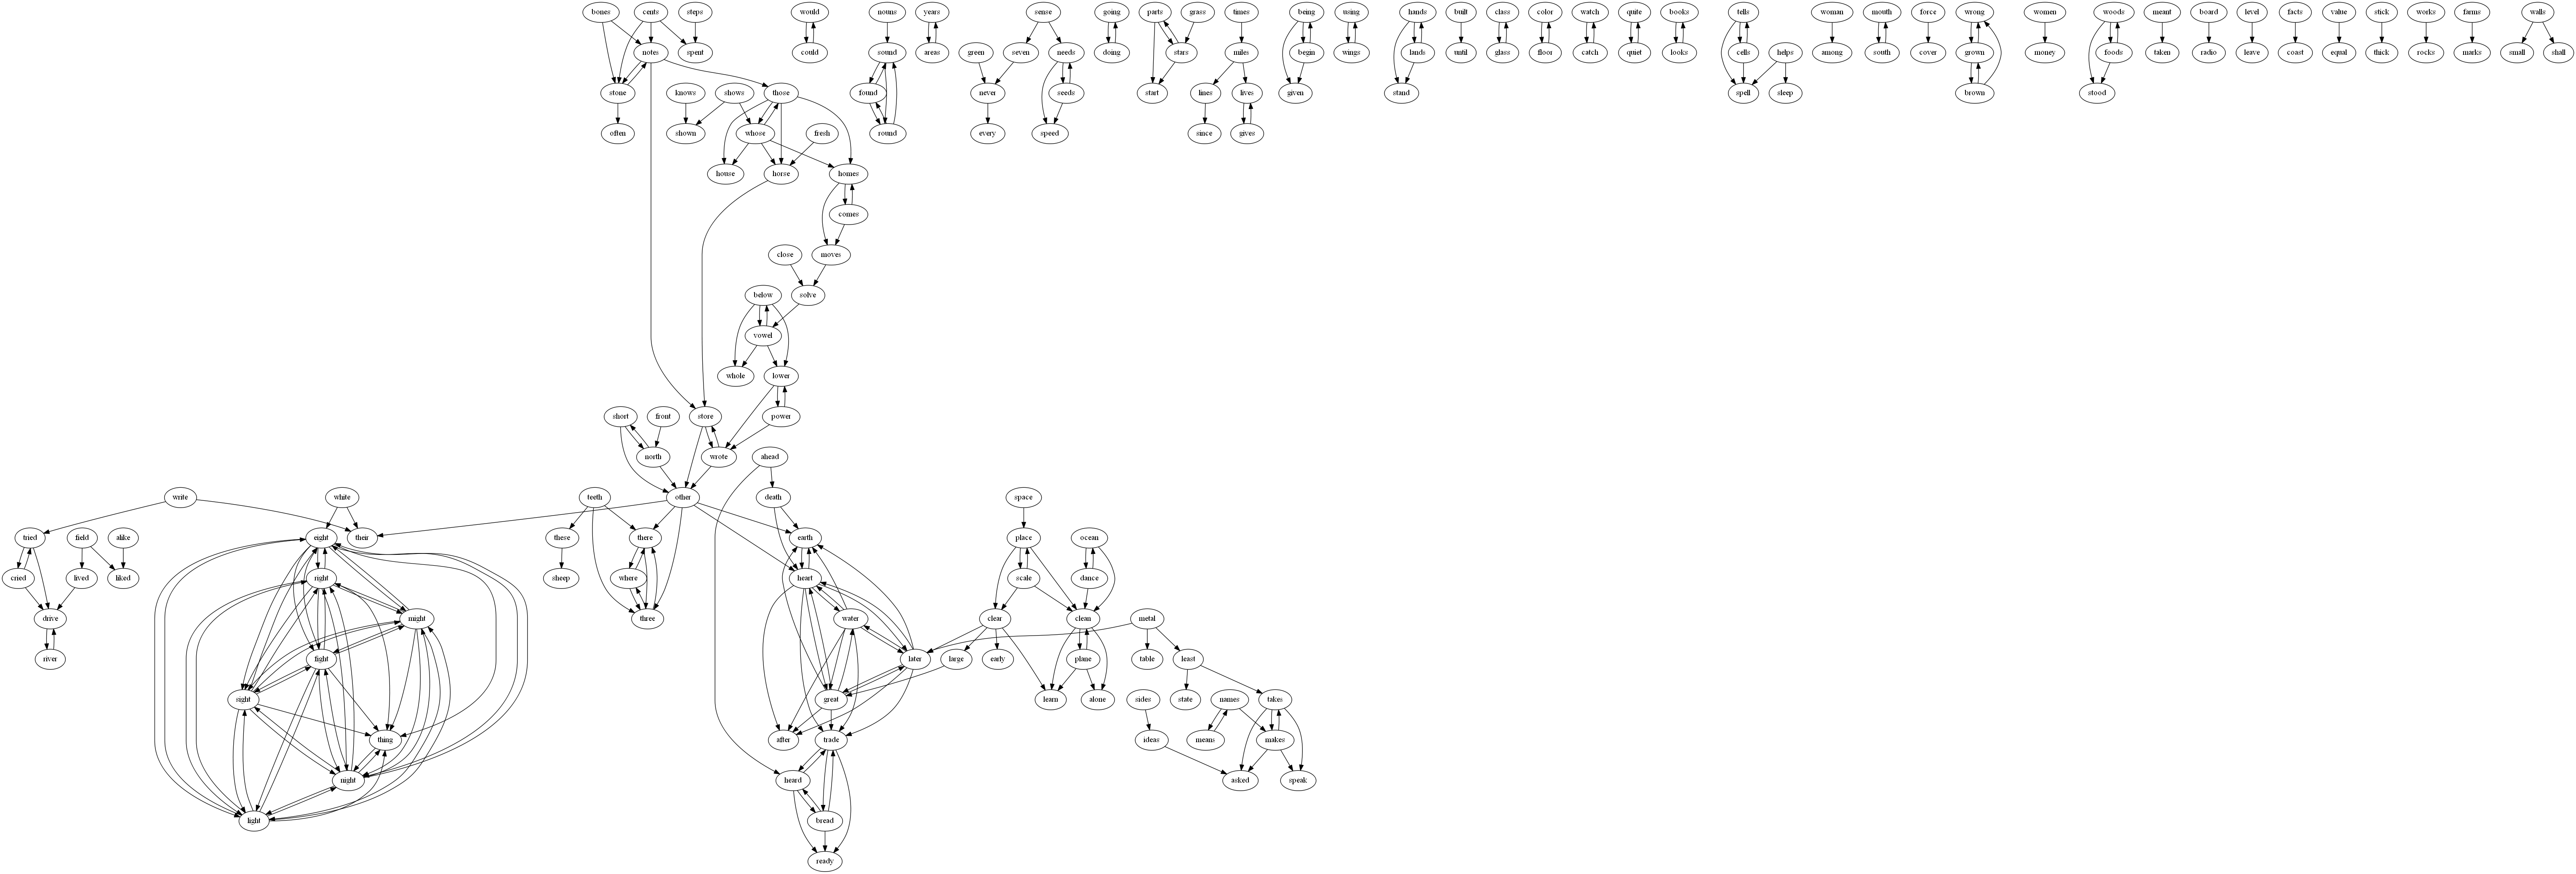 bones cents steps would nouns sense going parts grass times being using hands built class color watch quite books tells woman mouth force wrong women woods meant board level facts value stick works farms walls
notes spent could sound areas green seven needs doing stars miles begin wings lands until glass floor catch quiet looks cells helps among south cover grown money foods taken radio leave coast equal thick rocks marks small shall
years
stone knows shows those found never seeds start lines lives given stand spell sleep brown stood
often shown whose fresh round every speed since gives
house horse homes
comes
close moves
below solve
vowel
whole lower
short front store power
north wrote ahead
write white teeth other death space
tried field alike eight their these there earth place ocean
cried lived liked right sheep where heart scale dance
drive might three water clear clean metal
river fight later large early plane table least
sight great learn alone sides names state takes
thing after trade ideas means makes
night heard asked speak
light bread
ready